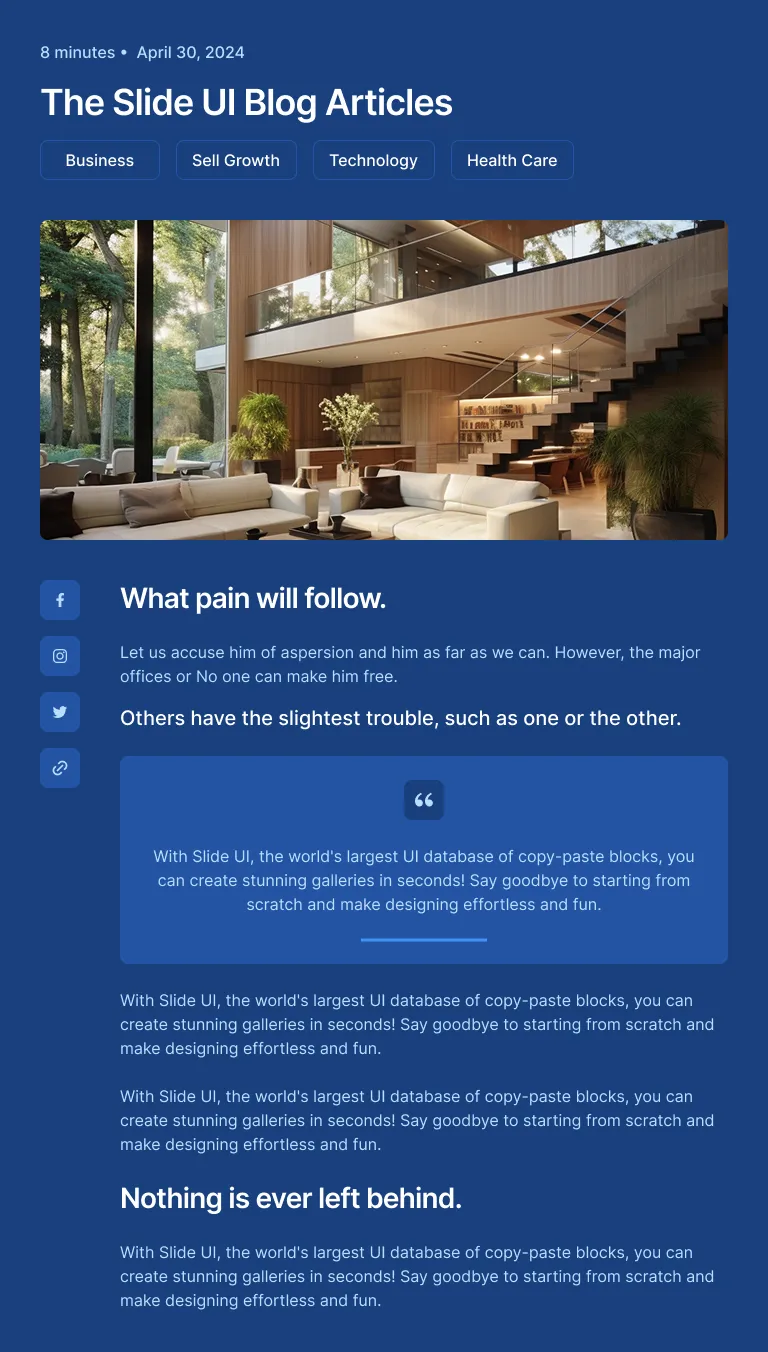 8 minutes • April 30, 2024
The Slide UI Blog Articles
Business
Sell Growth
Technology
Health Care
What pain will follow.
Let us accuse him of aspersion and him as far as we can. However, the major
offices or No one can make him free.
Others have the slightest trouble, such as one or the other.
With Slide UI, the world's largest UI database of copy-paste blocks, you
can create stunning galleries in seconds! Say goodbye to starting from
scratch and make designing effortless and fun.
With Slide UI, the world's largest UI database of copy-paste blocks, you can
create stunning galleries in seconds! Say goodbye to starting from scratch and
make designing effortless and fun.
With Slide UI, the world's largest UI database of copy-paste blocks, you can
create stunning galleries in seconds! Say goodbye to starting from scratch and
make designing effortless and fun.
Nothing is ever left behind.
With Slide UI, the world's largest UI database of copy-paste blocks, you can
create stunning galleries in seconds! Say goodbye to starting from scratch and
make designing effortless and fun.